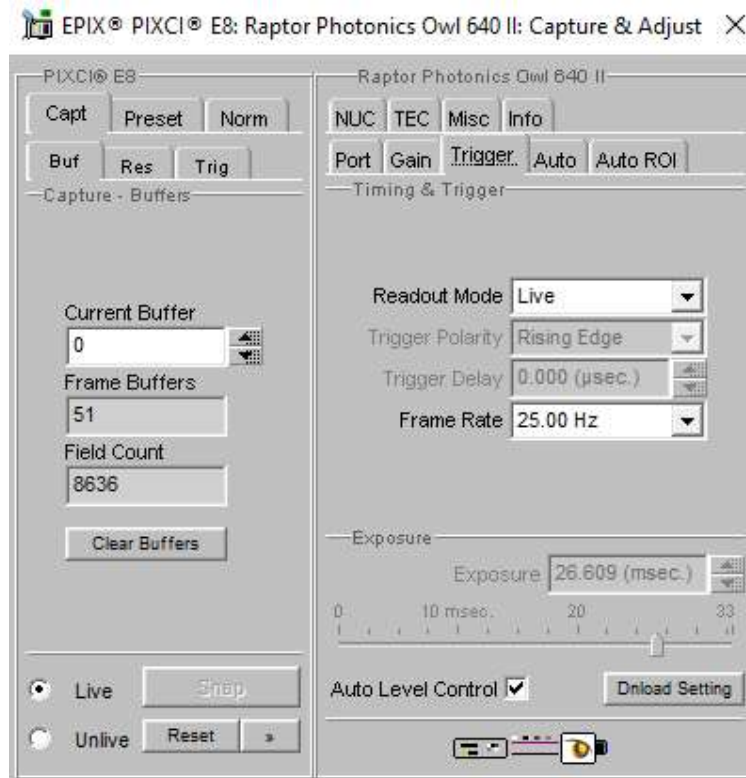 EPIX® PIXCI® E8: Raptor Photonics Owl 640 II: Capture & Adjust
PIXCI® E8
Capt Preset Norm
Buf Res Trig
Capture - Buffers
Current Buffer
0
Frame Buffers
51
Field Count
8636
Clear Buffers
Live Snap
Unlive Reset »
Raptor Photonics Owl 640 II
NUC TEC Misc Info
Port Gain Trigger Auto Auto ROI
Timing & Trigger
Readout Mode Live
Trigger Polarity Rising Edge
Trigger Delay 0.000 (µsec.)
Frame Rate 25.00 Hz
Exposure
Exposure 26.609 (msec.)
0 10 msec. 20 33
Auto Level Control Dnload Setting